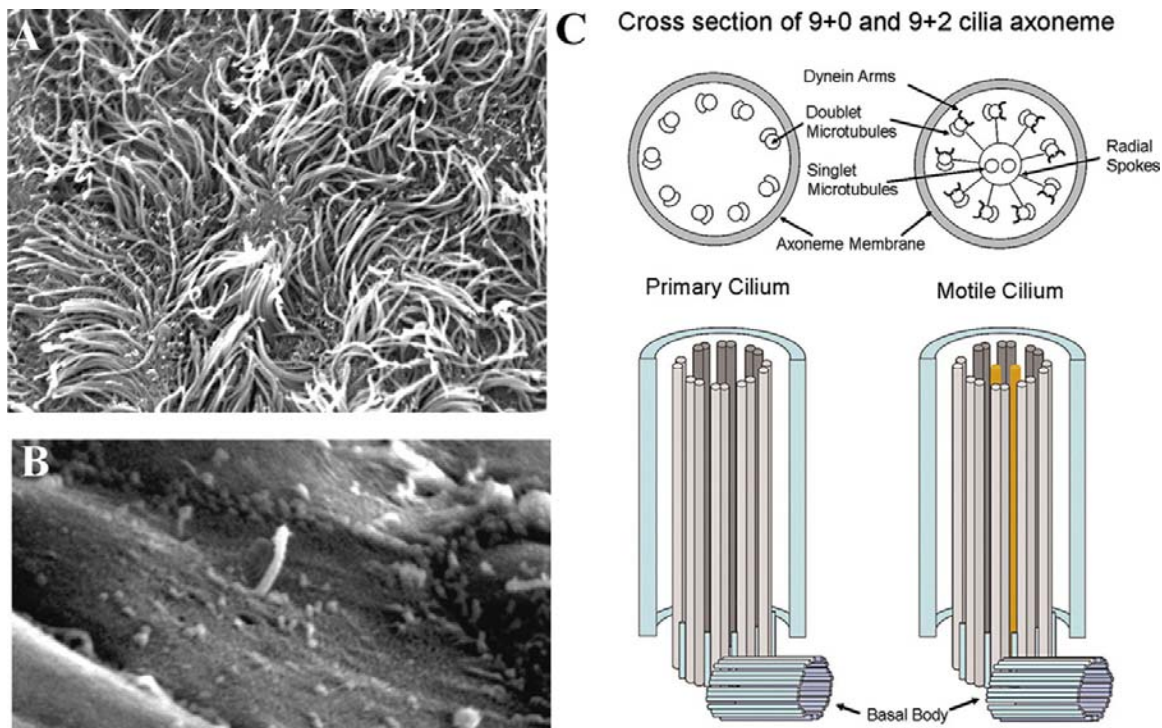 A
B
C
Cross section of 9+0 and 9+2 cilia axoneme
Dynein Arms
Doublet
Microtubules
Singlet
Microtubules
Radial
Spokes
Axoneme Membrane
Primary Cilium
Motile Cilium
Basal Body